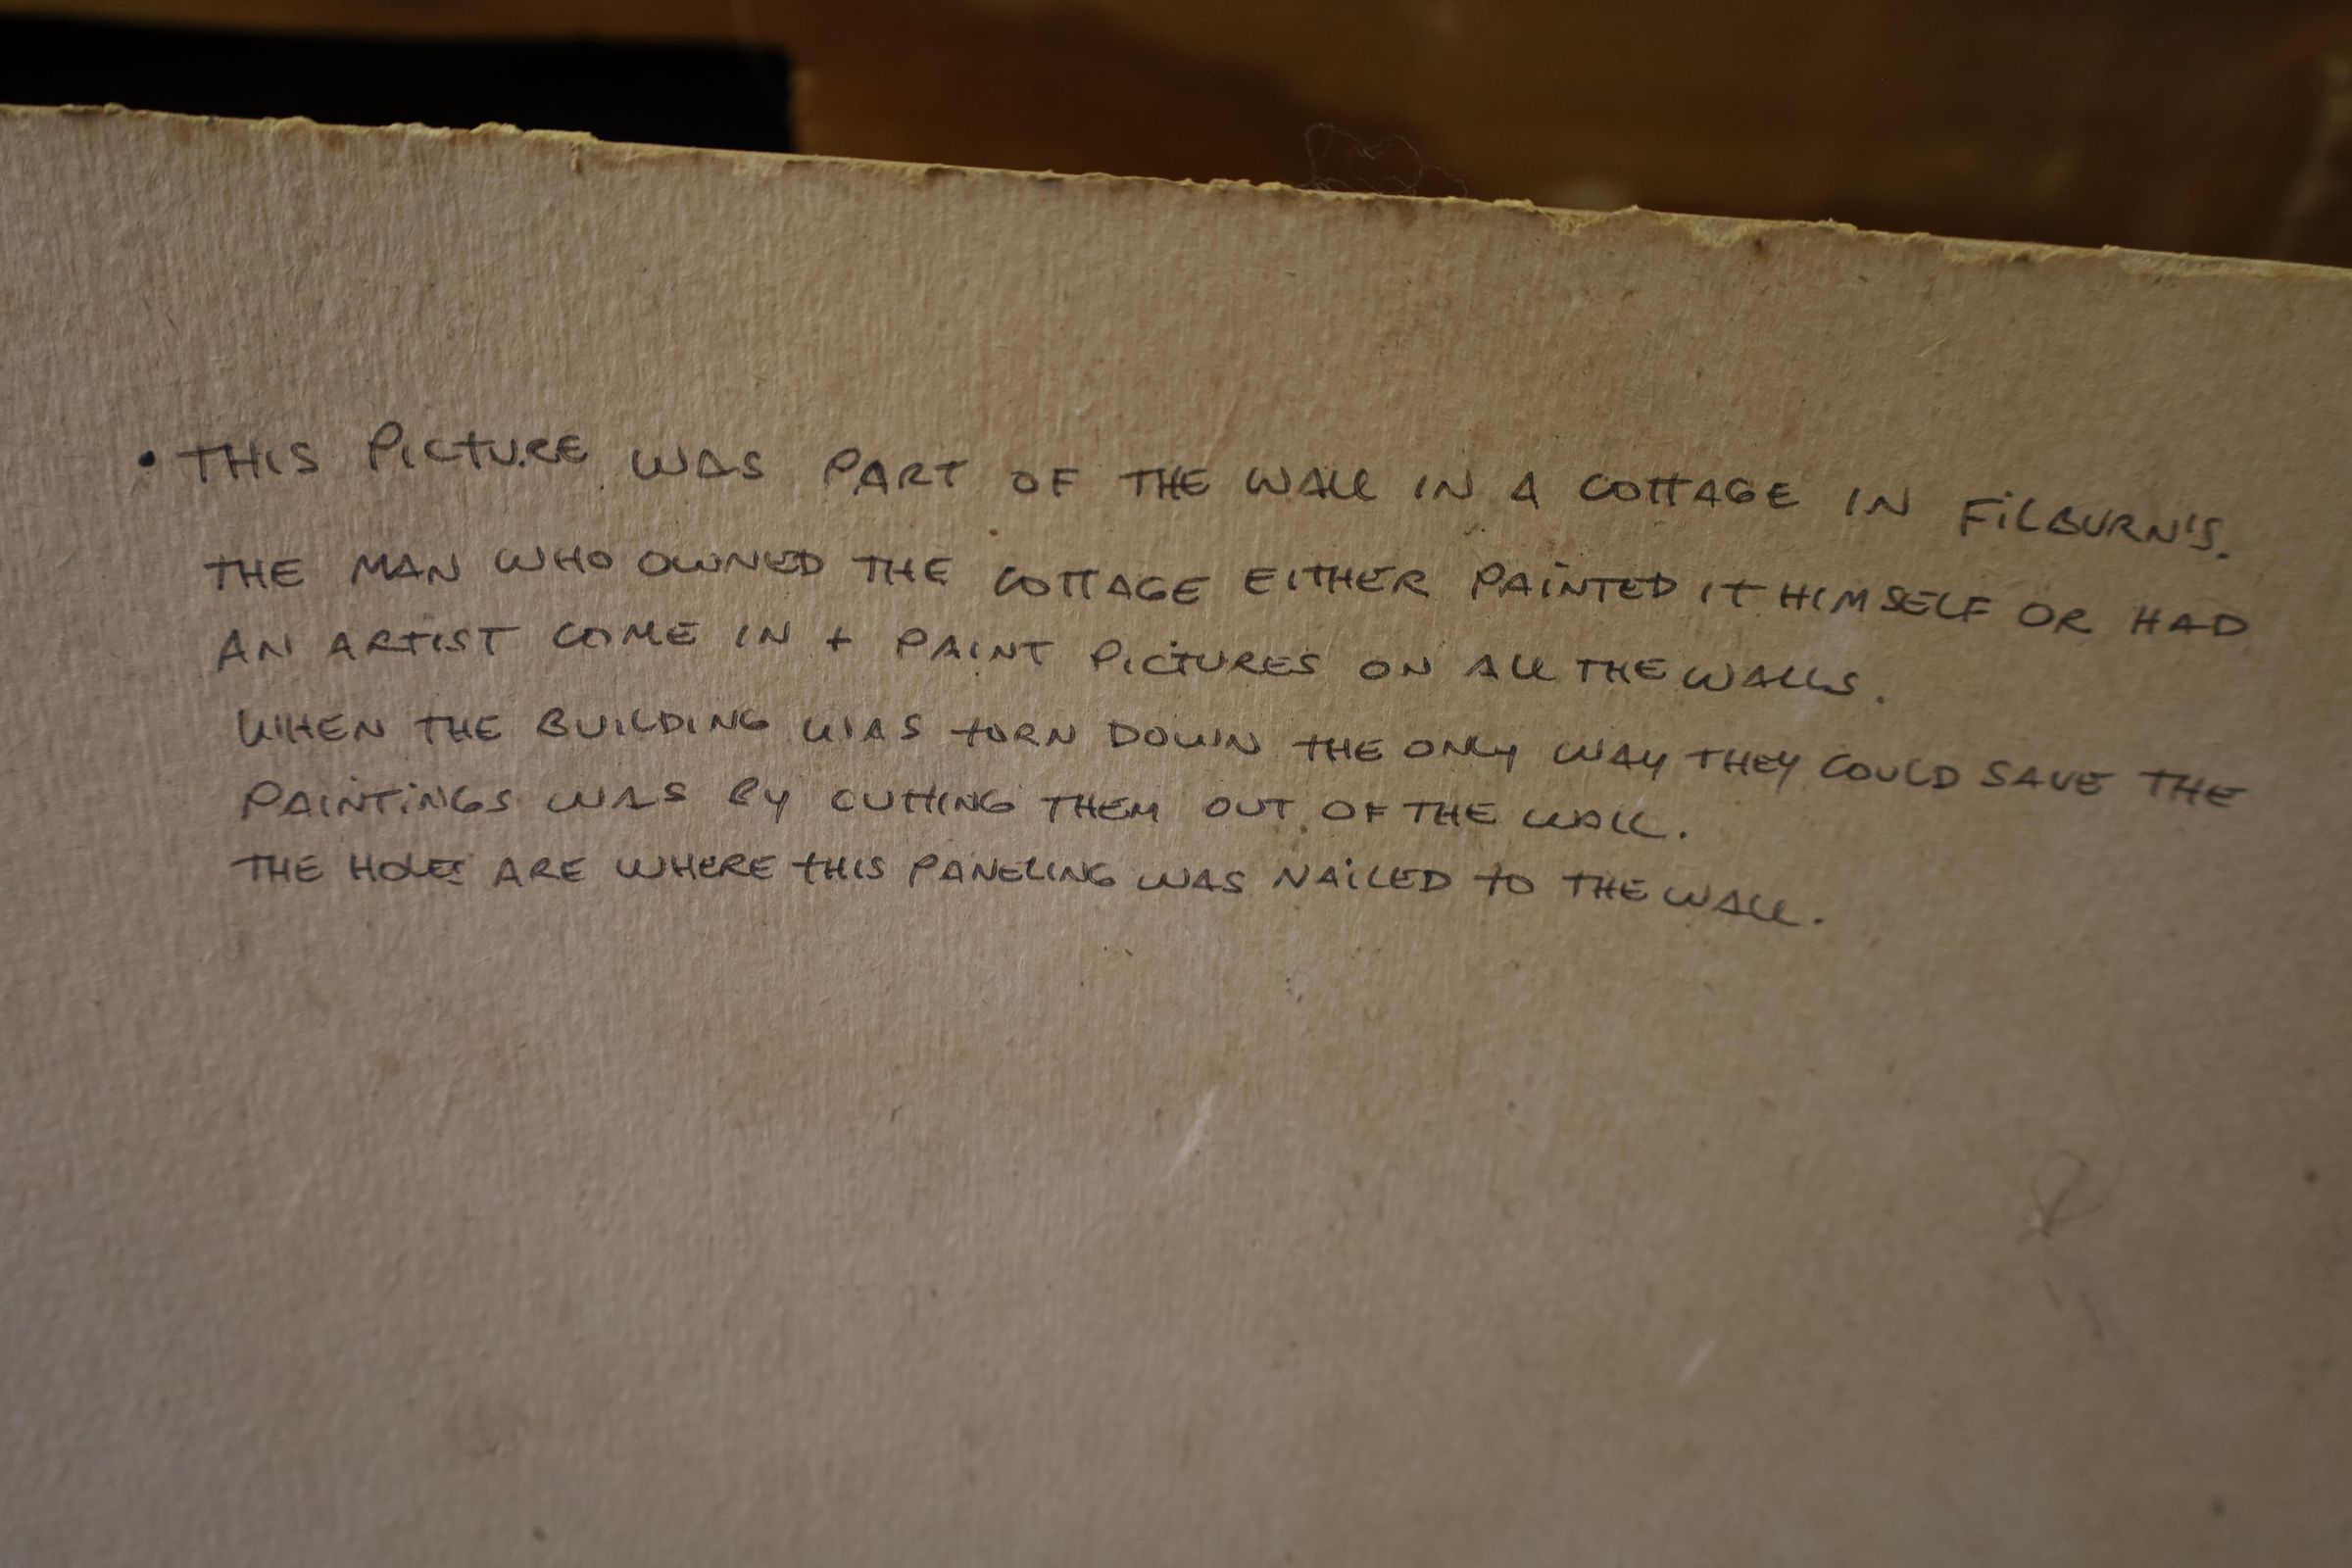 • THIS PICTURE WAS PART OF THE WALL IN A COTTAGE IN FILBURN'S.
THE MAN WHO OWNED THE COTTAGE EITHER PAINTED IT HIMSELF OR HAD
AN ARTIST COME IN + PAINT PICTURES ON ALL THE WALLS.
WHEN THE BUILDING WAS TORN DOWN THE ONLY WAY THEY COULD SAVE THE
PAINTINGS WAS BY CUTTING THEM OUT OF THE WALL.
THE HOLES ARE WHERE THIS PANELING WAS NAILED TO THE WALL.